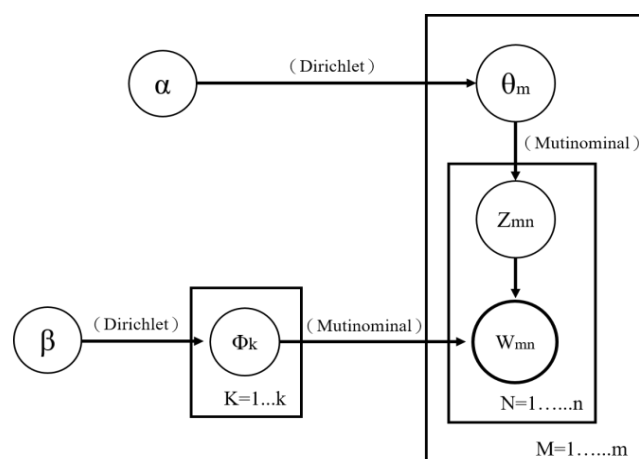 α
（Dirichlet）
θm
（Mutinominal）
Zmn
β
（Dirichlet）
Φk
（Mutinominal）
Wmn
K=1...k
N=1…...n
M=1…...m